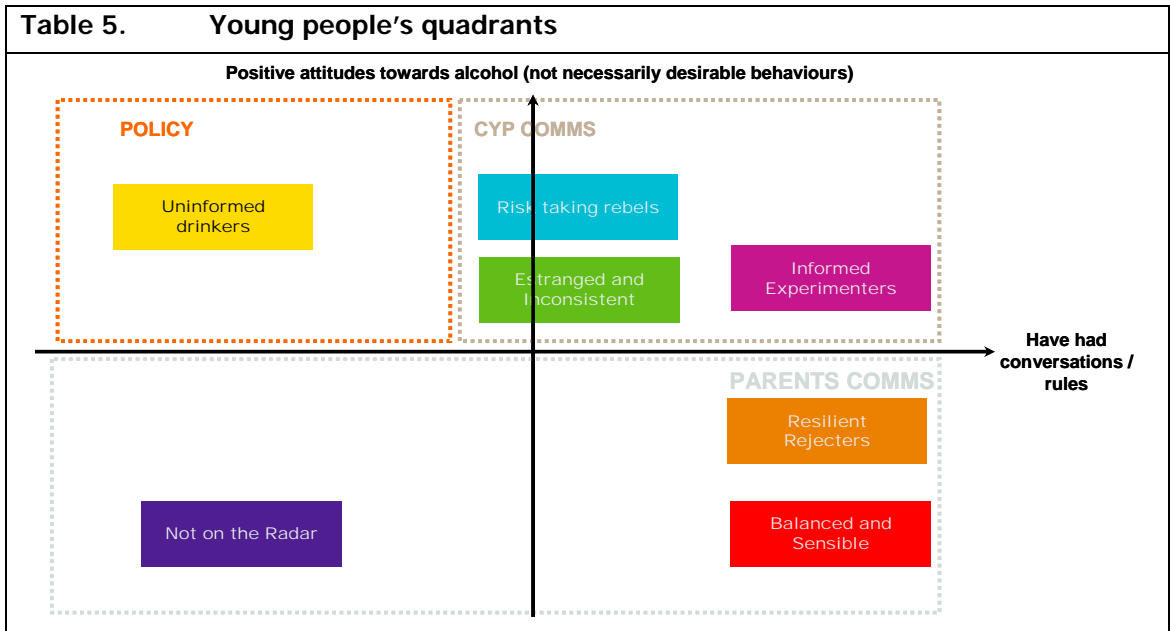 Table 5. Young people's quadrants
Positive attitudes towards alcohol (not necessarily desirable behaviours)
POLICY
CYP COMMS
Uninformed
drinkers
Risk taking rebels
Estranged and
Inconsistent
Informed
Experimenters
Have had
conversations /
rules
PARENTS COMMS
Resilient
Rejecters
Not on the Radar
Balanced and
Sensible